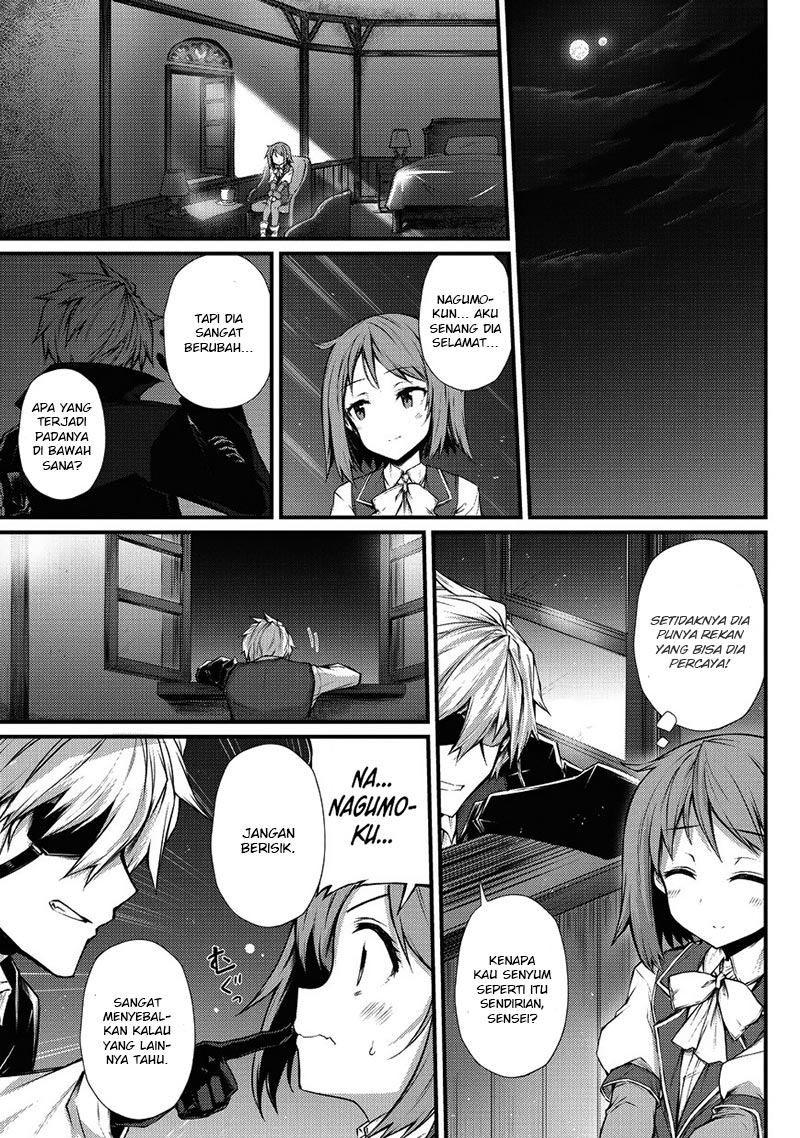 NAGUMO-
KUN... AKU
SENANG DIA
SELAMAT...
TAPI DIA
SANGAT
BERUBAH...
APA YANG
TERJADI
PADANYA
DI BAWAH
SANA?
SETIDAKNYA DIA
PUNYA REKAN
YANG BISA DIA
PERCAYA!
KENAPA
KAU SENYUM
SEPERTI ITU
SENDIRIAN,
SENSEI?
NA...
NAGUMO-
KU...
JANGAN
BERISIK.
むぐっ
SANGAT
MENYEBAL-
KAN KALAU
YANG LAIN-
NYA TAHU.